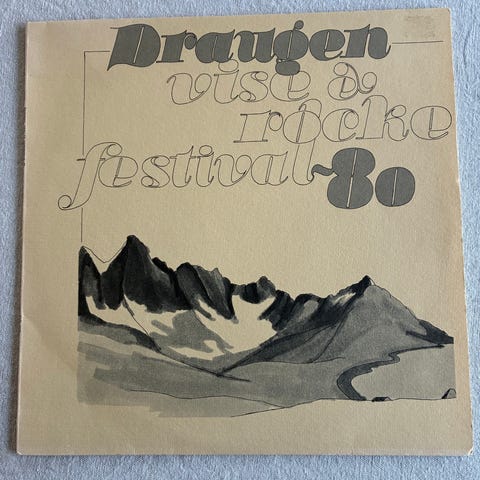 Draugen
vise &
rocke
festival ~80